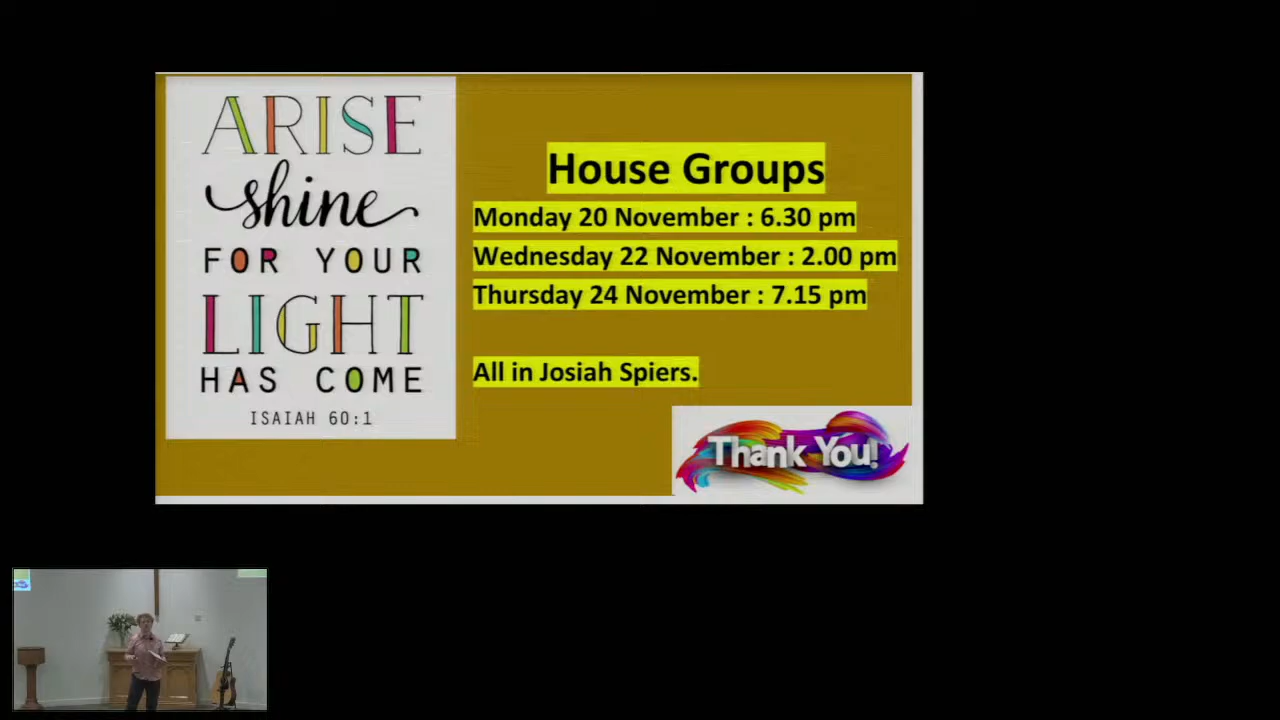 ARISE
shine
FOR YOUR
LIGHT
HAS COME
ISAIAH 60:1
House Groups
Monday 20 November : 6.30 pm
Wednesday 22 November : 2.00 pm
Thursday 24 November : 7.15 pm
All in Josiah Spiers.
Thank You!